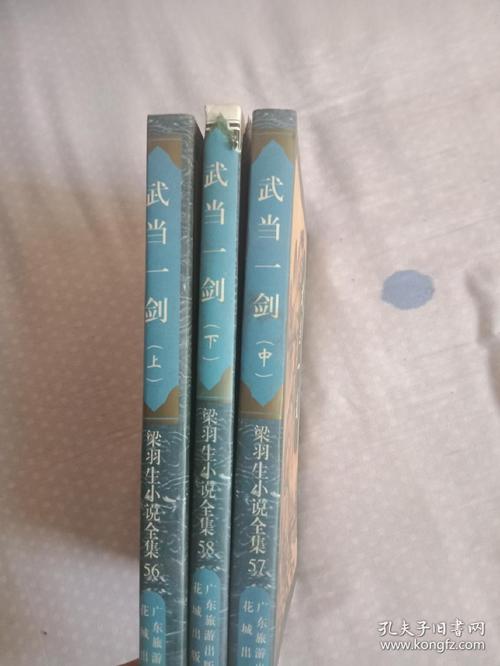 武当一剑
（上）
梁羽生小说全集
56
广东旅游出
花城出
武当一剑
（下）
梁羽生小说全集
58
广东旅游出版
花城出版
武当一剑
（中）
梁羽生小说全集
57
广东旅游出
花城出
孔夫子旧书网
www.kongfz.com